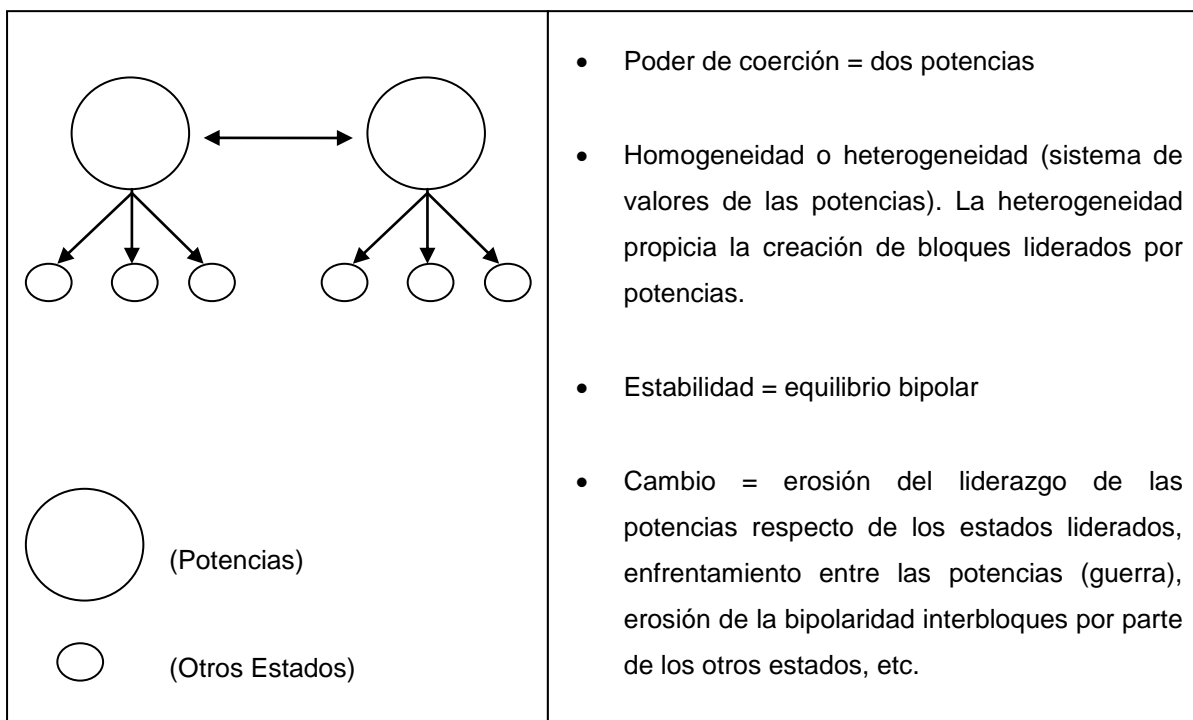 (Potencias)
(Otros Estados)
• Poder de coerción = dos potencias
• Homogeneidad o heterogeneidad (sistema de
valores de las potencias). La heterogeneidad
propicia la creación de bloques liderados por
potencias.
• Estabilidad = equilibrio bipolar
• Cambio = erosión del liderazgo de las
potencias respecto de los estados liderados,
enfrentamiento entre las potencias (guerra),
erosión de la bipolaridad interbloques por parte
de los otros estados, etc.